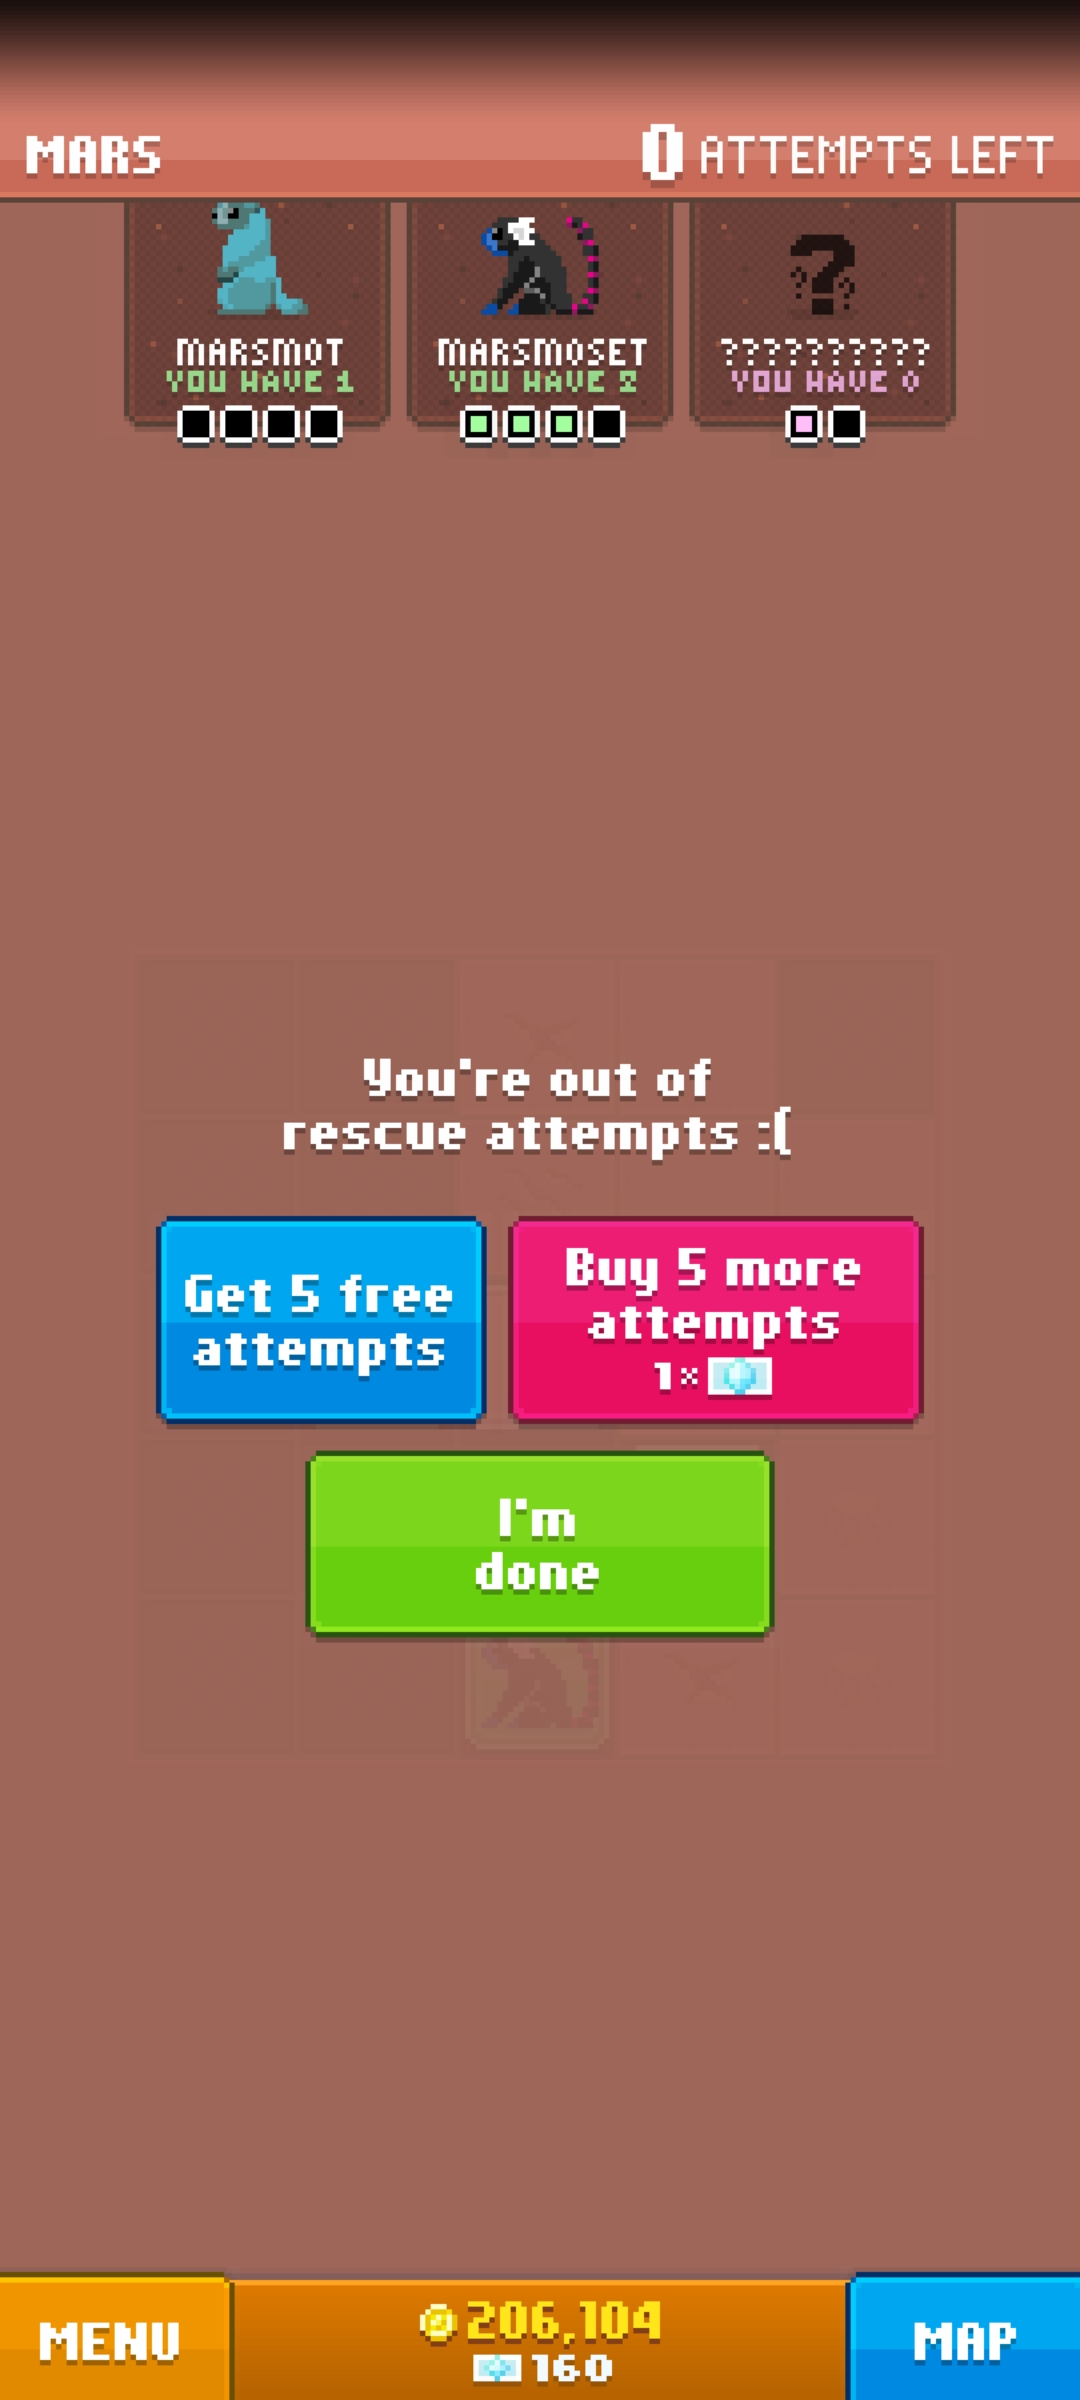 MARS
0 ATTEMPTS LEFT
MARSMOT
YOU HAVE 1
MARSMOSET
YOU HAVE 2
??????????
YOU HAVE 0
You're out of
rescue attempts :(
Get 5 free
attempts
Buy 5 more
attempts
1×
I'm
done
MENU
206,104
160
MAP